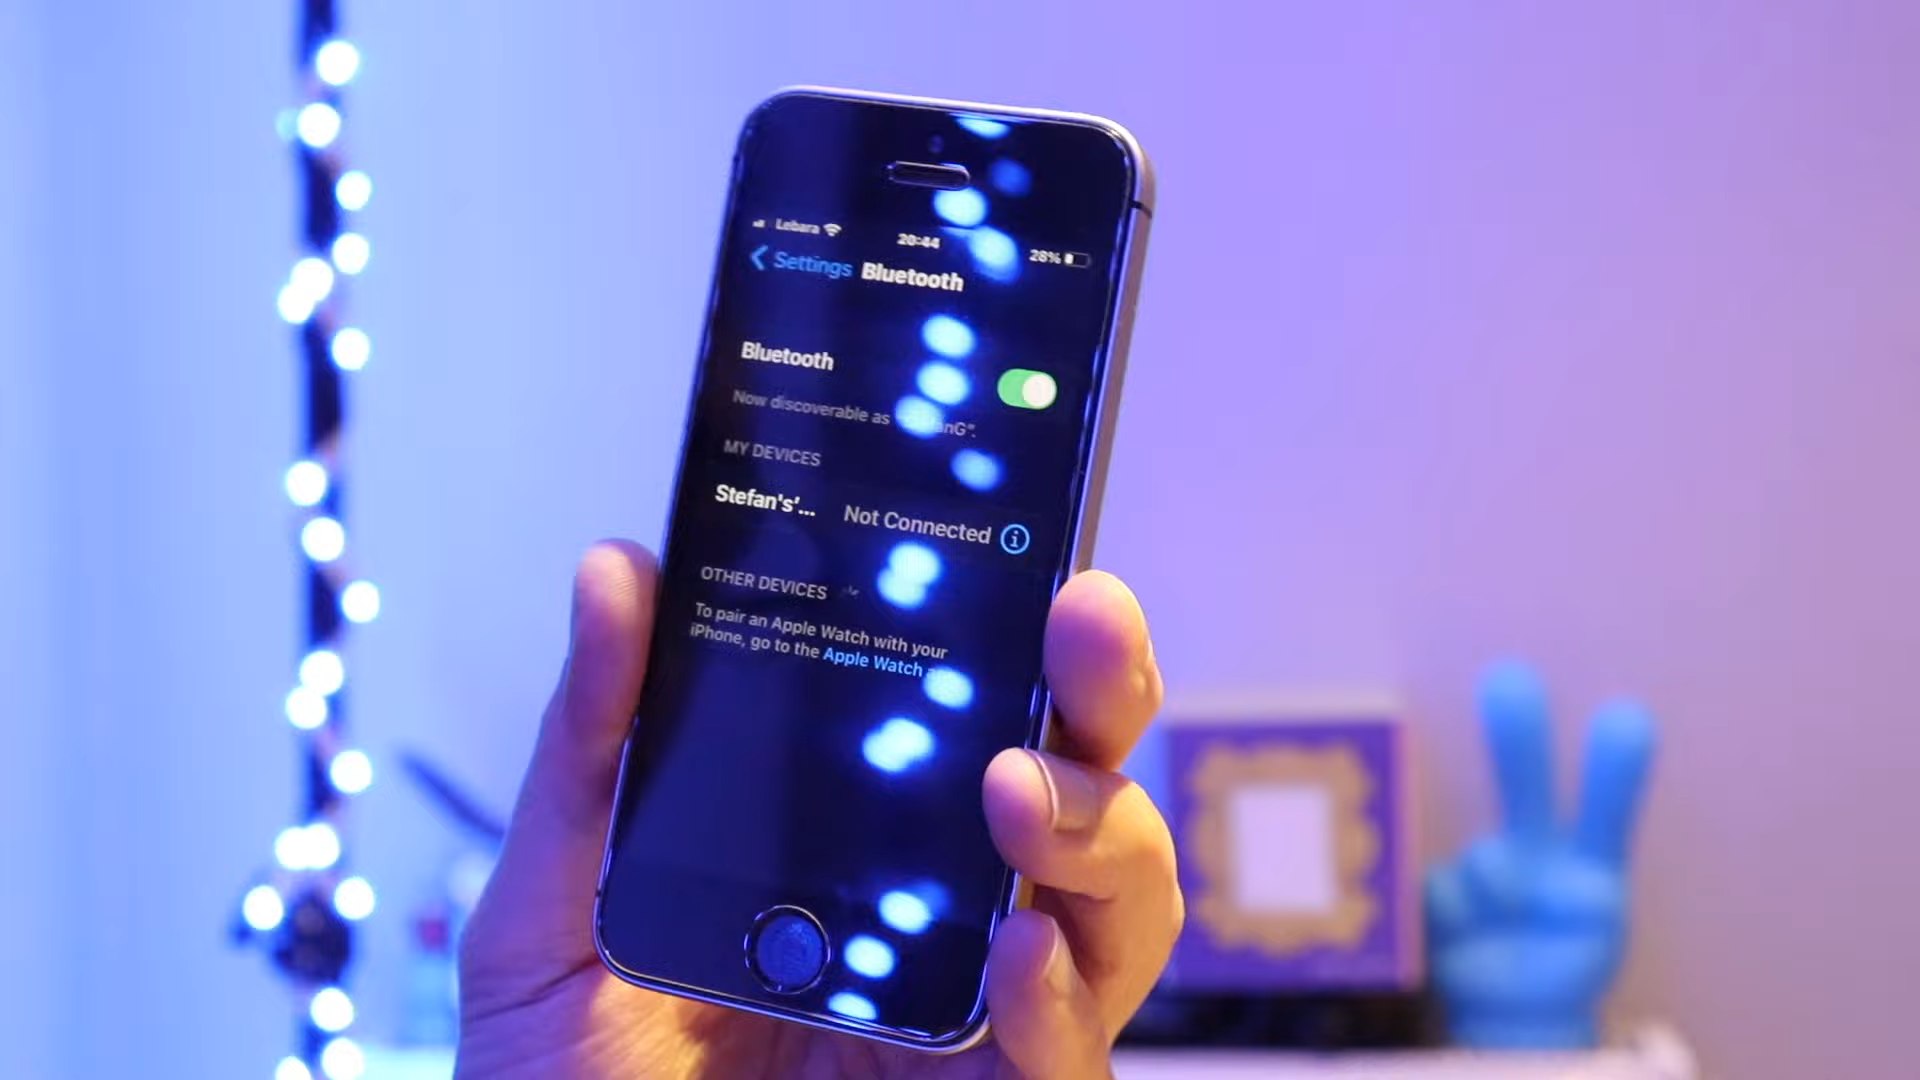 Lebara 20:44 28%
Settings Bluetooth
Bluetooth
Now discoverable as
MY DEVICES
Stefan's'... Not Connected
OTHER DEVICES
To pair an Apple Watch with your
iPhone, go to the Apple Watch